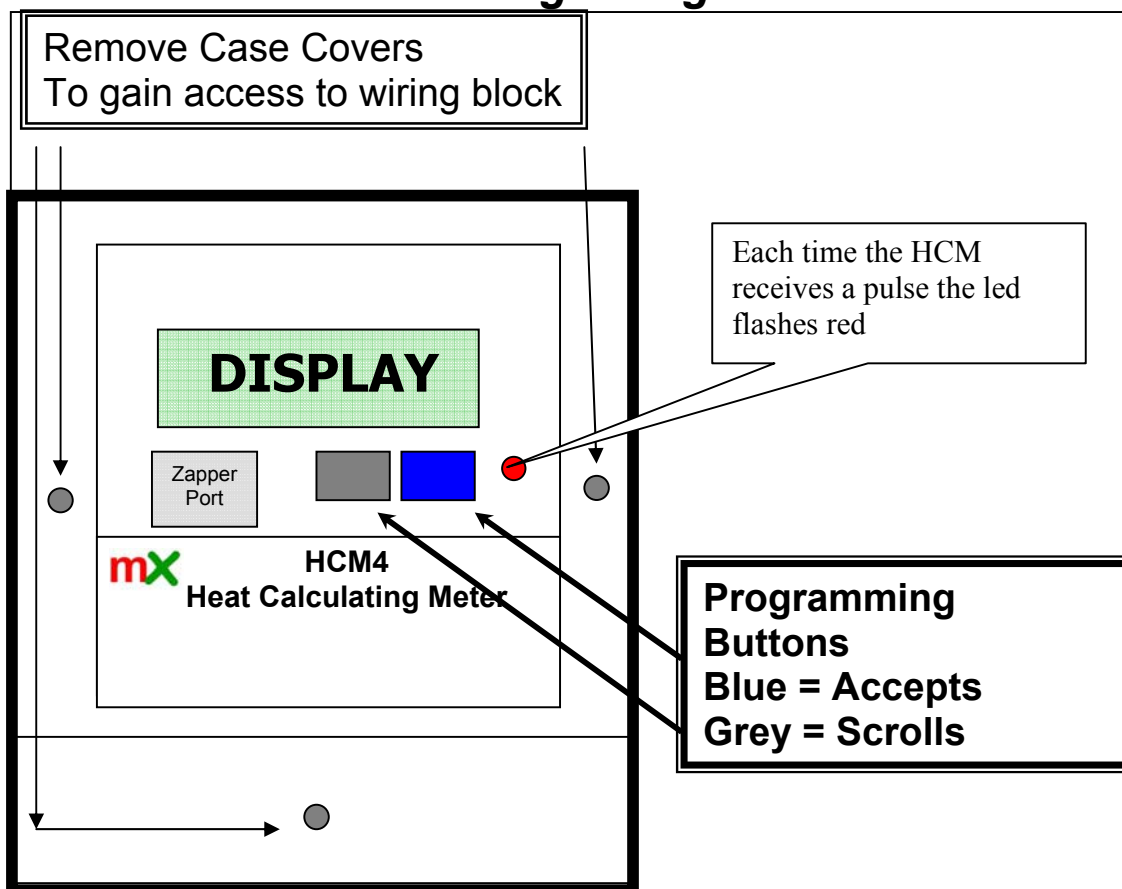 Remove Case Covers
To gain access to wiring block
Each time the HCM
receives a pulse the led
flashes red
DISPLAY
Zapper
Port
mX
HCM4
Heat Calculating Meter
Programming
Buttons
Blue = Accepts
Grey = Scrolls